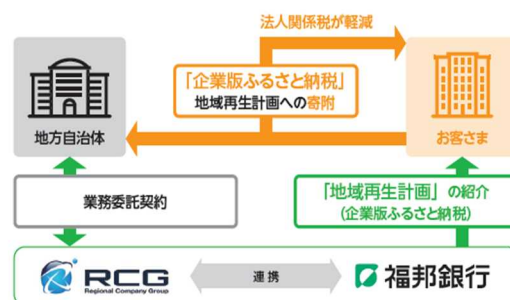 法人関係税が軽減
「企業版ふるさと納税」
地域再生計画への寄附
地方自治体
お客さま
業務委託契約
「地域再生計画」の紹介
(企業版ふるさと納税)
RCG
Regional Company Group
連携
福邦銀行